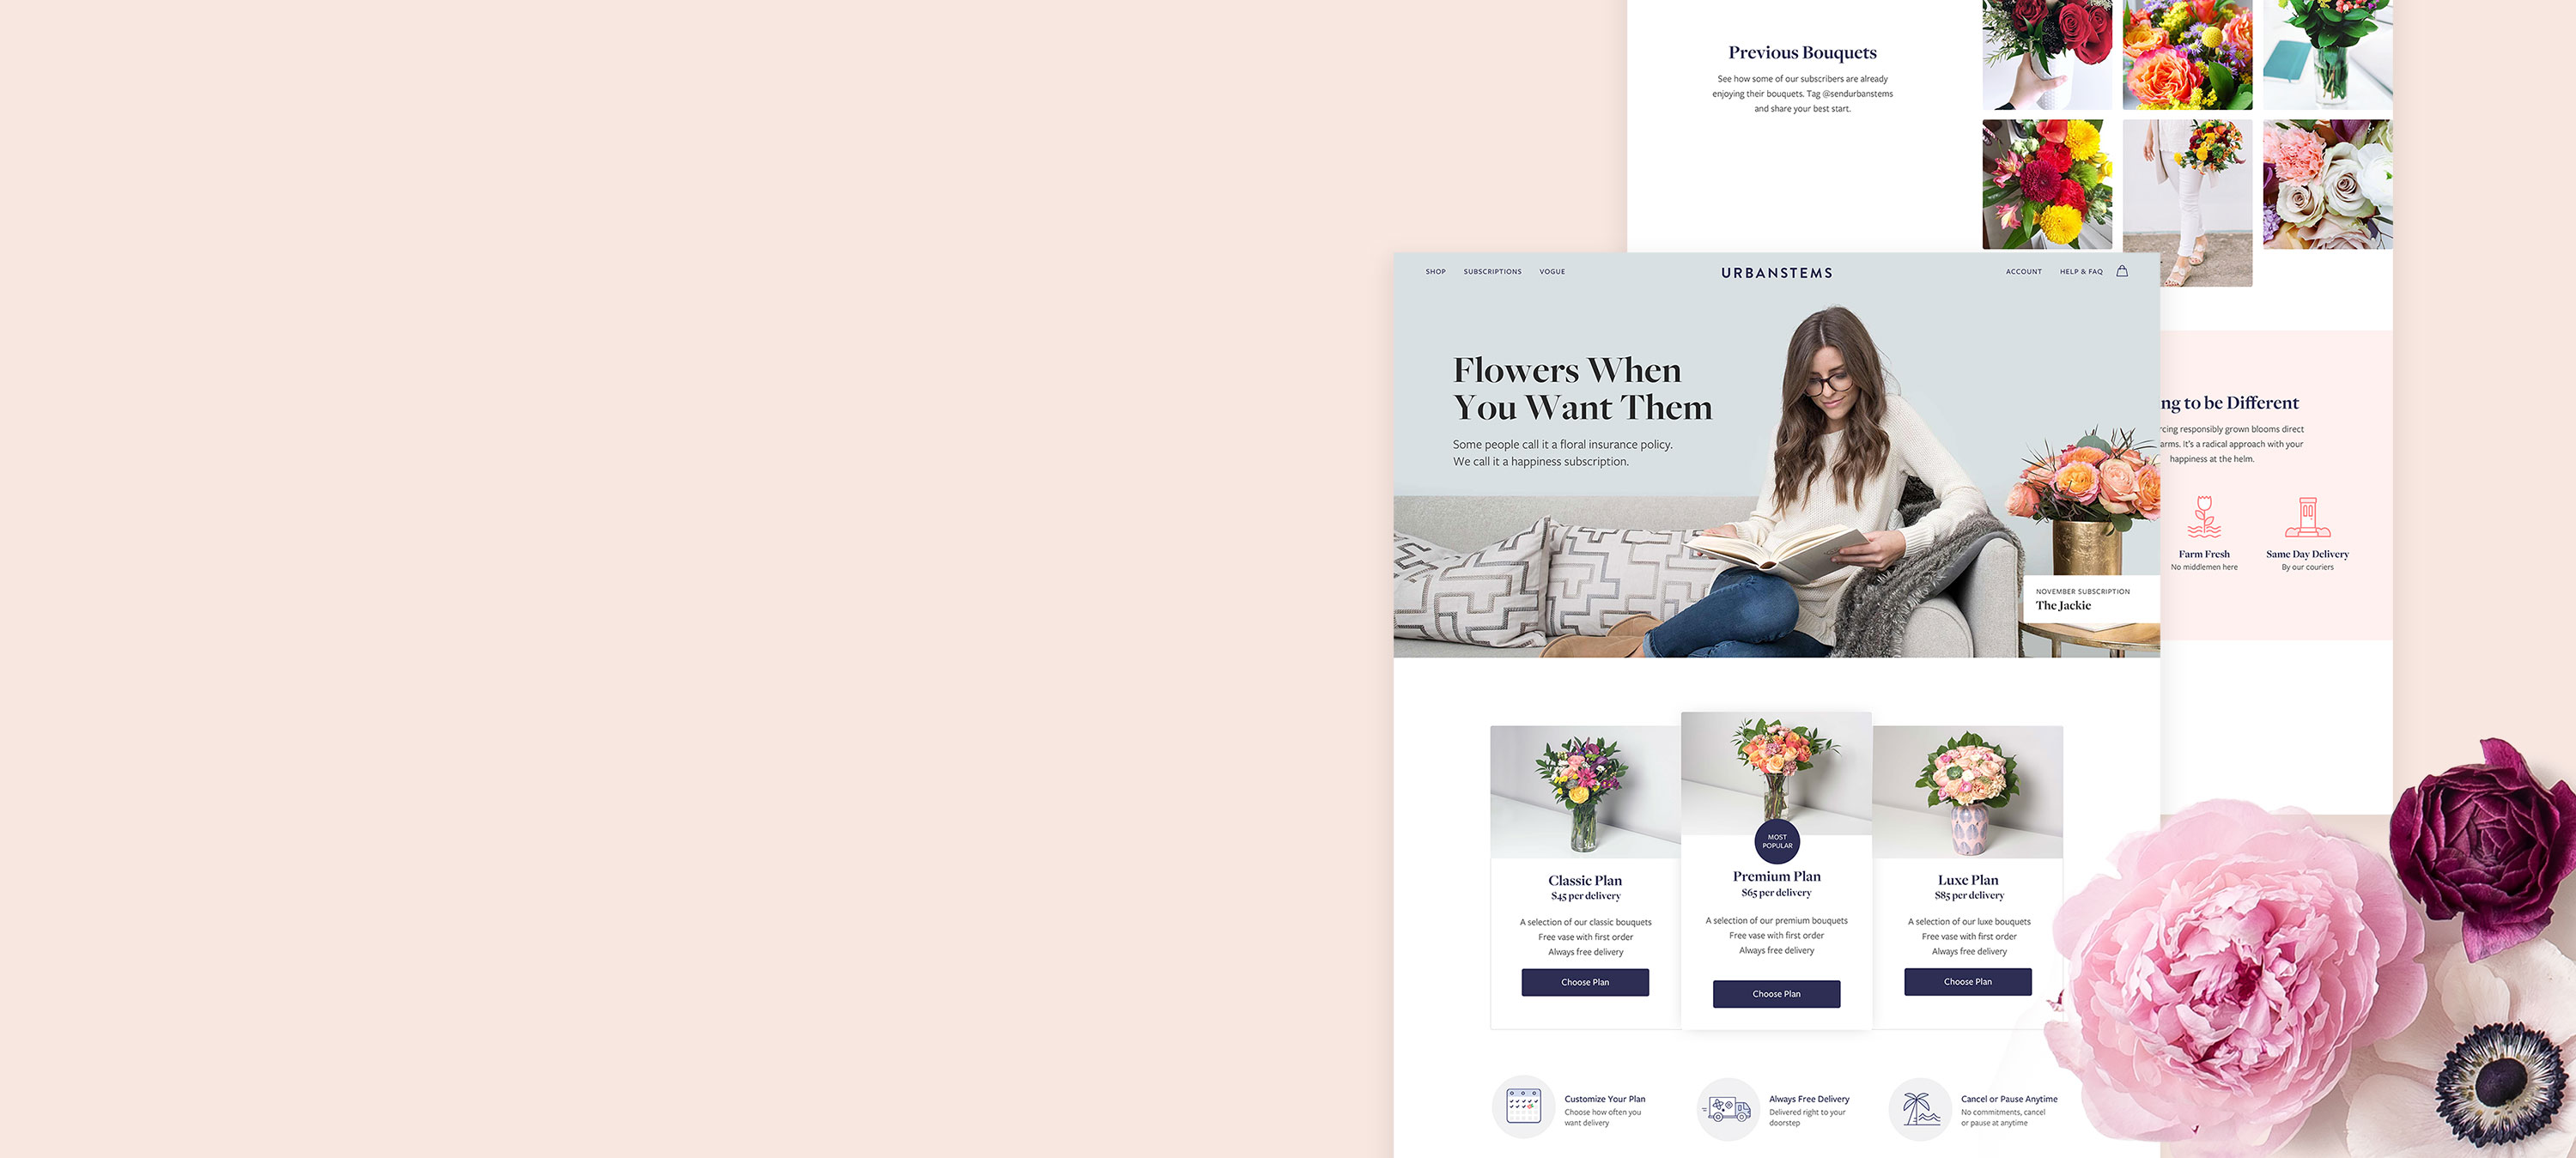 Previous Bouquets
See how some of our subscribers are already
enjoying their bouquets. Tag @sendurbanstems
and share your best start.
SHOP SUBSCRIPTIONS VOGUE URBANSTEMS ACCOUNT HELP & FAQ
Flowers When
You Want Them
Some people call it a floral insurance policy.
We call it a happiness subscription.
NOVEMBER SUBSCRIPTION
The Jackie
to be Different
responsibly grown blooms direct
It's a radical approach with your
happiness at the helm.
Farm Fresh
No middlemen here
Same Day Delivery
By our couriers
Classic Plan
$45 per delivery
A selection of our classic bouquets
Free vase with first order
Always free delivery
Choose Plan
MOST
POPULAR
Premium Plan
$65 per delivery
A selection of our premium bouquets
Free vase with first order
Always free delivery
Choose Plan
Luxe Plan
$85 per delivery
A selection of our luxe bouquets
Free vase with first order
Always free delivery
Choose Plan
Customize Your Plan
Choose how often you
want delivery
Always Free Delivery
Delivered right to your
doorstep
Cancel or Pause Anytime
No commitments, cancel
or pause at anytime